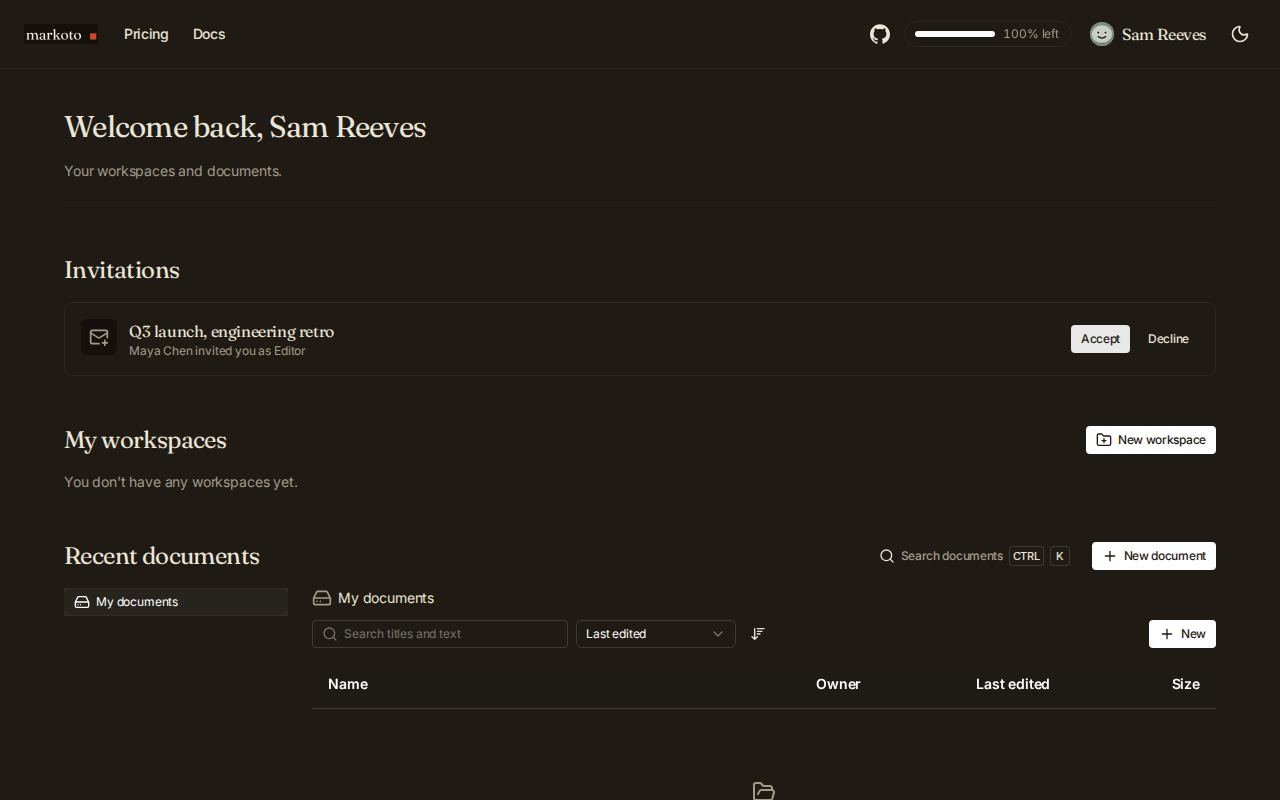 markoto
Pricing
Docs
100% left
Sam Reeves
Welcome back, Sam Reeves
Your workspaces and documents.
Invitations
Q3 launch, engineering retro
Maya Chen invited you as Editor
Accept
Decline
My workspaces
New workspace
You don't have any workspaces yet.
Recent documents
Search documents CTRL K
New document
My documents
My documents
Search titles and text
Last edited
New
Name Owner Last edited Size